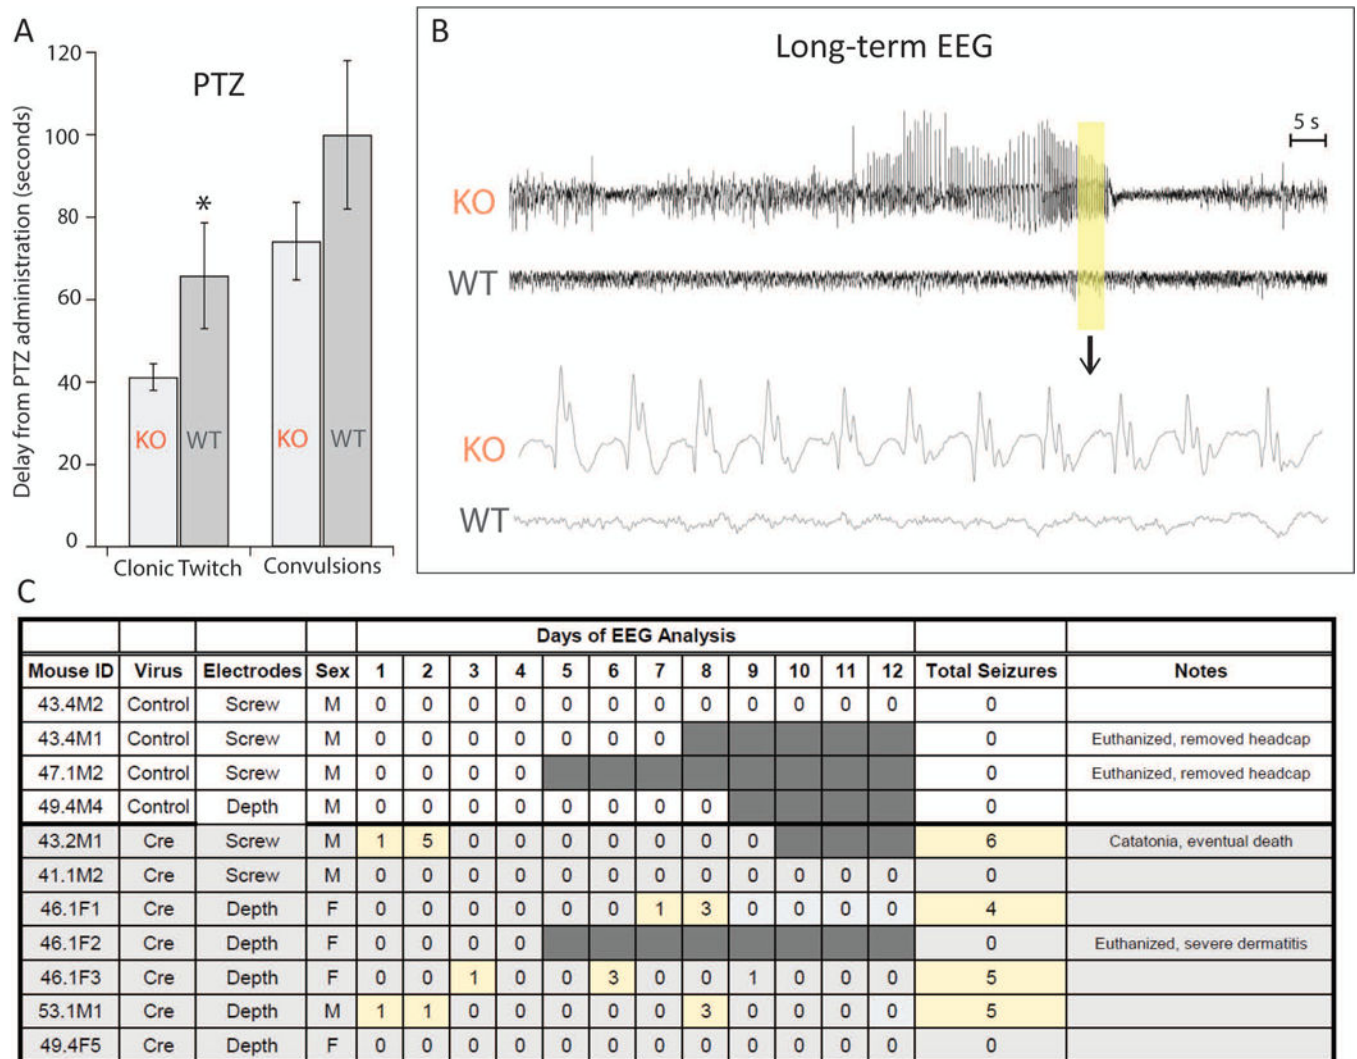 A
PTZ
Delay from PTZ administration (seconds)
120
100
80
60
40
20
0
*
KO
WT
KO
WT
Clonic Twitch
Convulsions
B
Long-term EEG
5 s
KO
WT
KO
WT
C
Days of EEG Analysis
Mouse ID Virus Electrodes Sex 1 2 3 4 5 6 7 8 9 10 11 12 Total Seizures Notes
43.4M2 Control Screw M 0 0 0 0 0 0 0 0 0 0 0 0 0
43.4M1 Control Screw M 0 0 0 0 0 0 0 0 Euthanized, removed headcap
47.1M2 Control Screw M 0 0 0 0 0 Euthanized, removed headcap
49.4M4 Control Depth M 0 0 0 0 0 0 0 0 0
43.2M1 Cre Screw M 1 5 0 0 0 0 0 0 0 6 Catatonia, eventual death
41.1M2 Cre Screw M 0 0 0 0 0 0 0 0 0 0 0 0 0
46.1F1 Cre Depth F 0 0 0 0 0 0 1 3 0 0 0 0 4
46.1F2 Cre Depth F 0 0 0 0 0 Euthanized, severe dermatitis
46.1F3 Cre Depth F 0 0 1 0 0 3 0 0 1 0 0 0 5
53.1M1 Cre Depth M 1 1 0 0 0 0 0 3 0 0 0 0 5
49.4F5 Cre Depth F 0 0 0 0 0 0 0 0 0 0 0 0 0